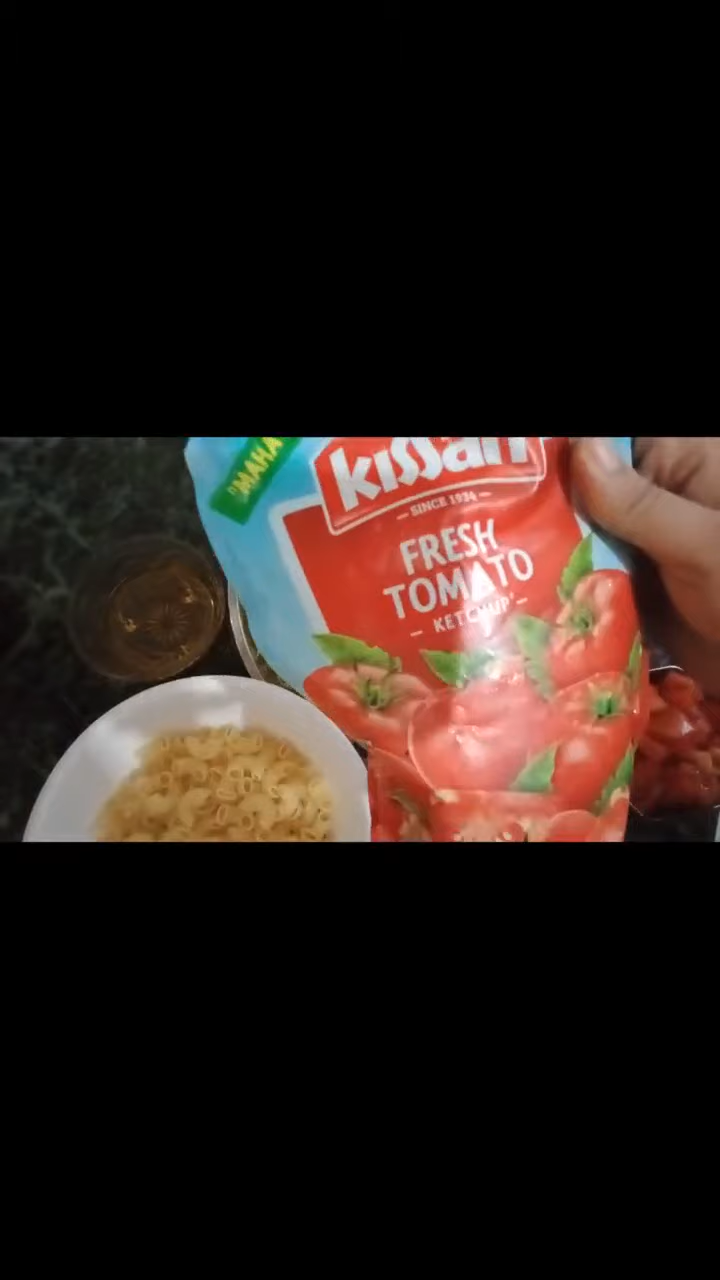 "MAHA
kissan
— SINCE 1934 —
FRESH
TOMATO
— KETCHUP* —